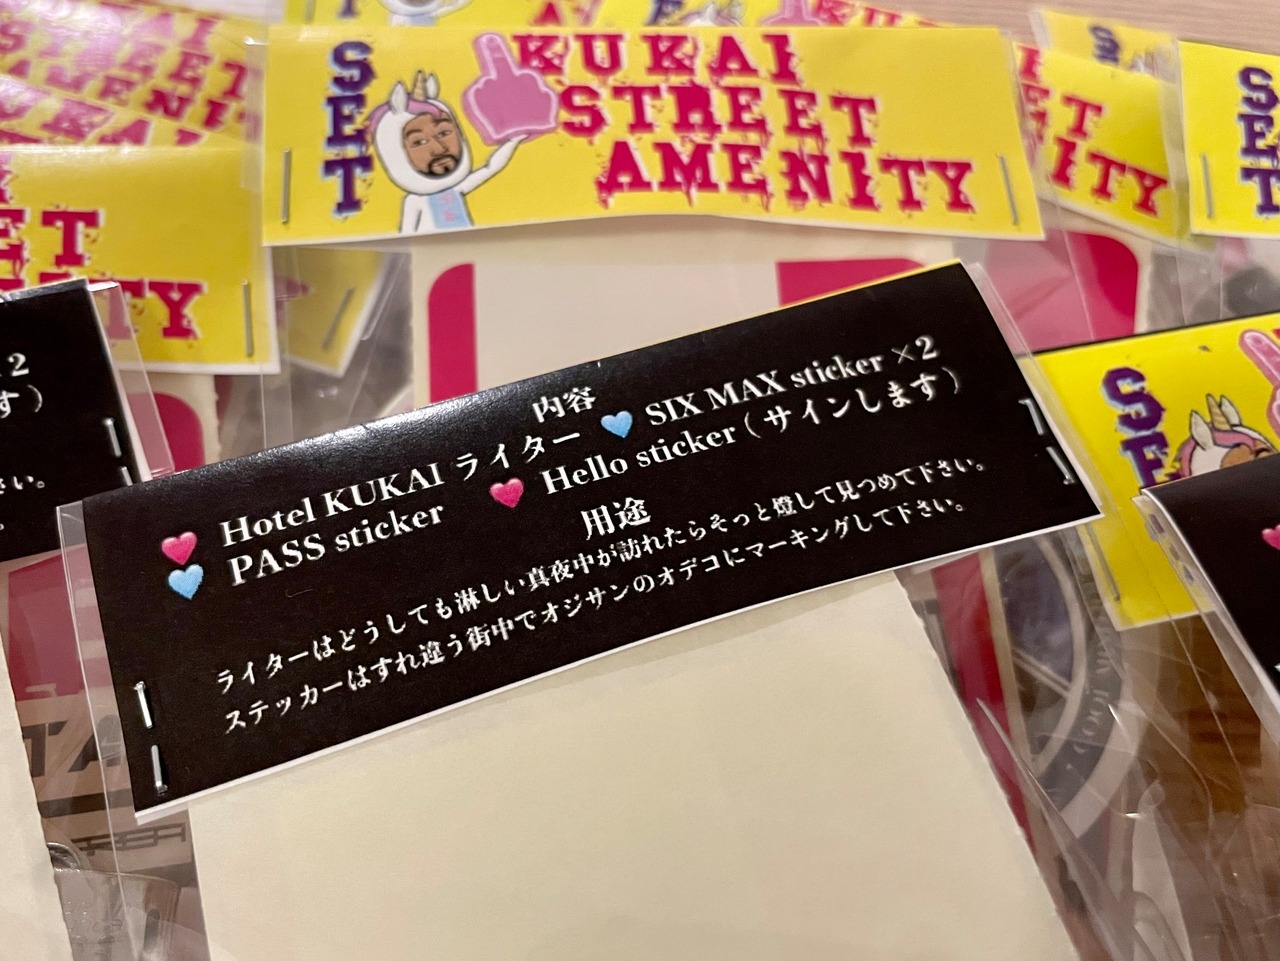 SET
KUKAI
STREET
AMENITY
内容
Hotel KUKAI ライター SIX MAX sticker ×2
PASS sticker Hello sticker（サインします）
用途
ライターはどうしても淋しい真夜中が訪れたらそっと燈して見つめて下さい。
ステッカーはすれ違う街中でオジサンのオデコにマーキングして下さい。